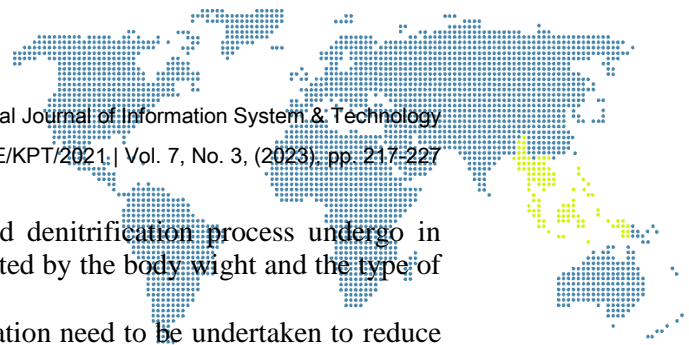 al Journal of Information System & Technology
E/KPT/2021 | Vol. 7, No. 3, (2023), pp. 217-227
d denitrification process undergo in
ted by the body wight and the type of
ation need to be undertaken to reduce